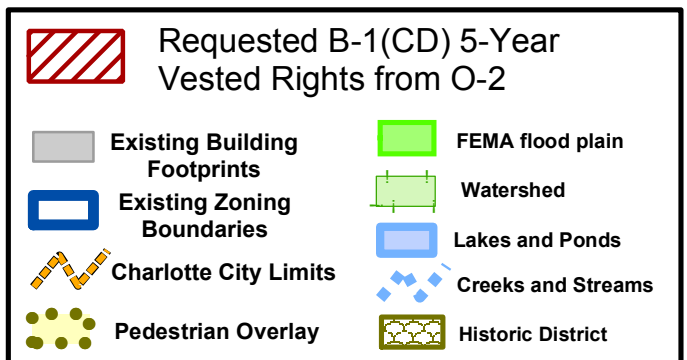 Requested B-1(CD) 5-Year
Vested Rights from O-2
Existing Building
Footprints
Existing Zoning
Boundaries
Charlotte City Limits
Pedestrian Overlay
FEMA flood plain
Watershed
Lakes and Ponds
Creeks and Streams
Historic District